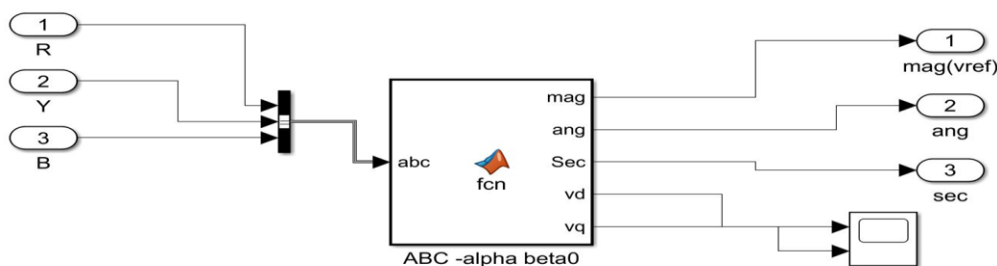 1
R
2
Y
3
B
abc
fcn
mag
ang
Sec
vd
vq
ABC -alpha beta0
1
mag(vref)
2
ang
3
sec